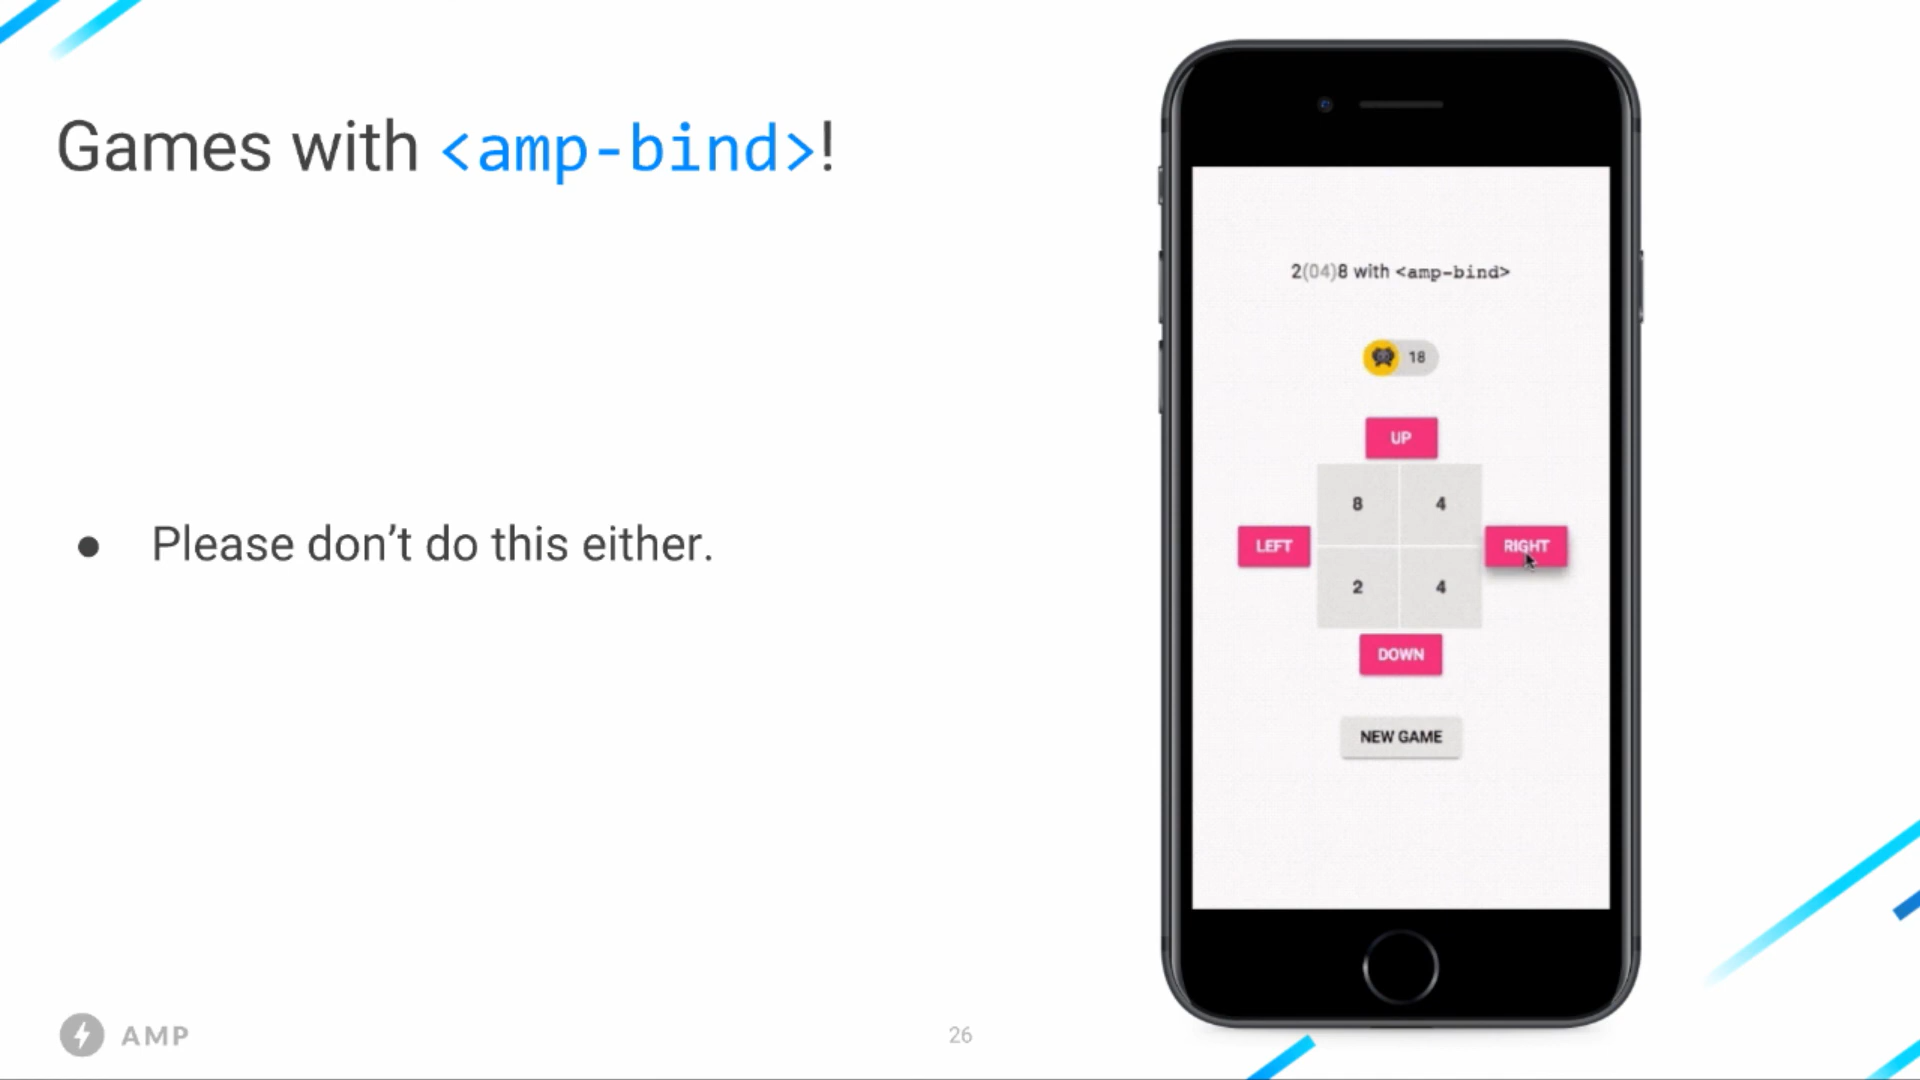 Games with <amp-bind>!
Please don’t do this either.
2(04)8 with <amp-bind>
18
UP
8 4
LEFT
RIGHT
2 4
DOWN
NEW GAME
AMP
26